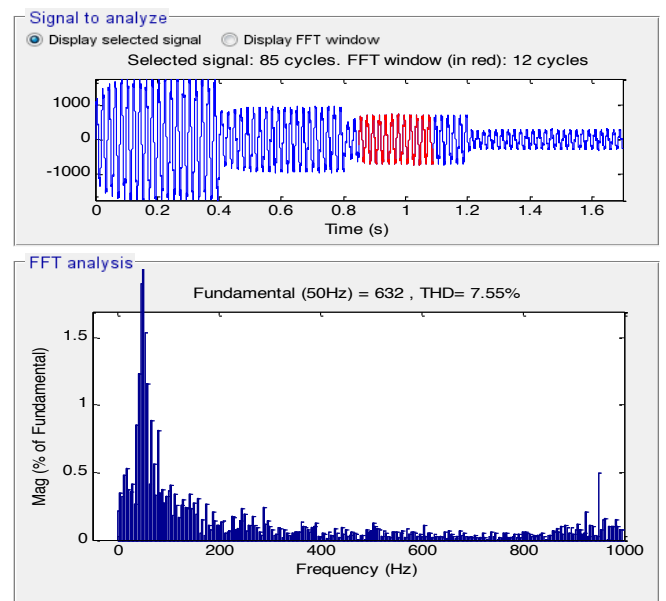 Signal to analyze
Display selected signal Display FFT window
Selected signal: 85 cycles. FFT window (in red): 12 cycles
1000
0
-1000
0 0.2 0.4 0.6 0.8 1 1.2 1.4 1.6
Time (s)
FFT analysis
Fundamental (50Hz) = 632 , THD= 7.55%
1.5
1
0.5
0
Mag (% of Fundamental)
0 200 400 600 800 1000
Frequency (Hz)